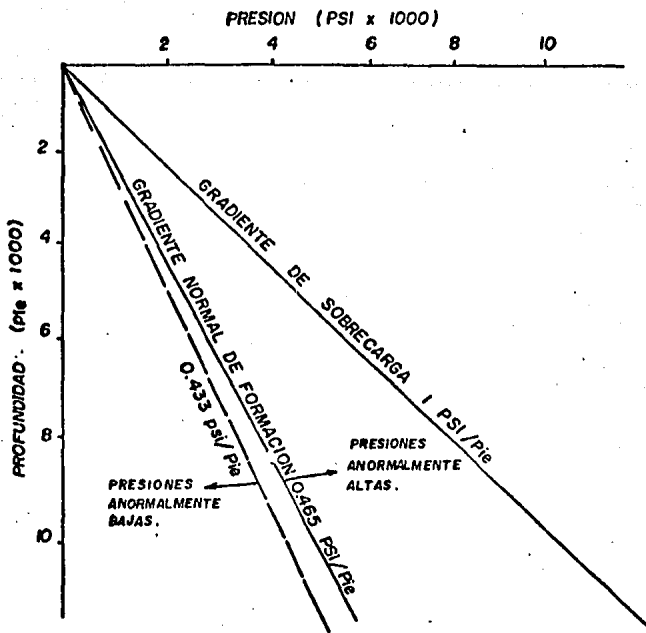 PRESION (PSI x 1000)
2 4 6 8 10
2
4
6
8
10
PROFUNDIDAD. (Pie x 1000)
GRADIENTE DE SOBRECARGA 1 PSI/Pie
GRADIENTE NORMAL DE FORMACION 0.465 PSI/Pie
0.433 psi/Pie
PRESIONES
ANORMALMENTE
ALTAS.
PRESIONES
ANORMALMENTE
BAJAS.